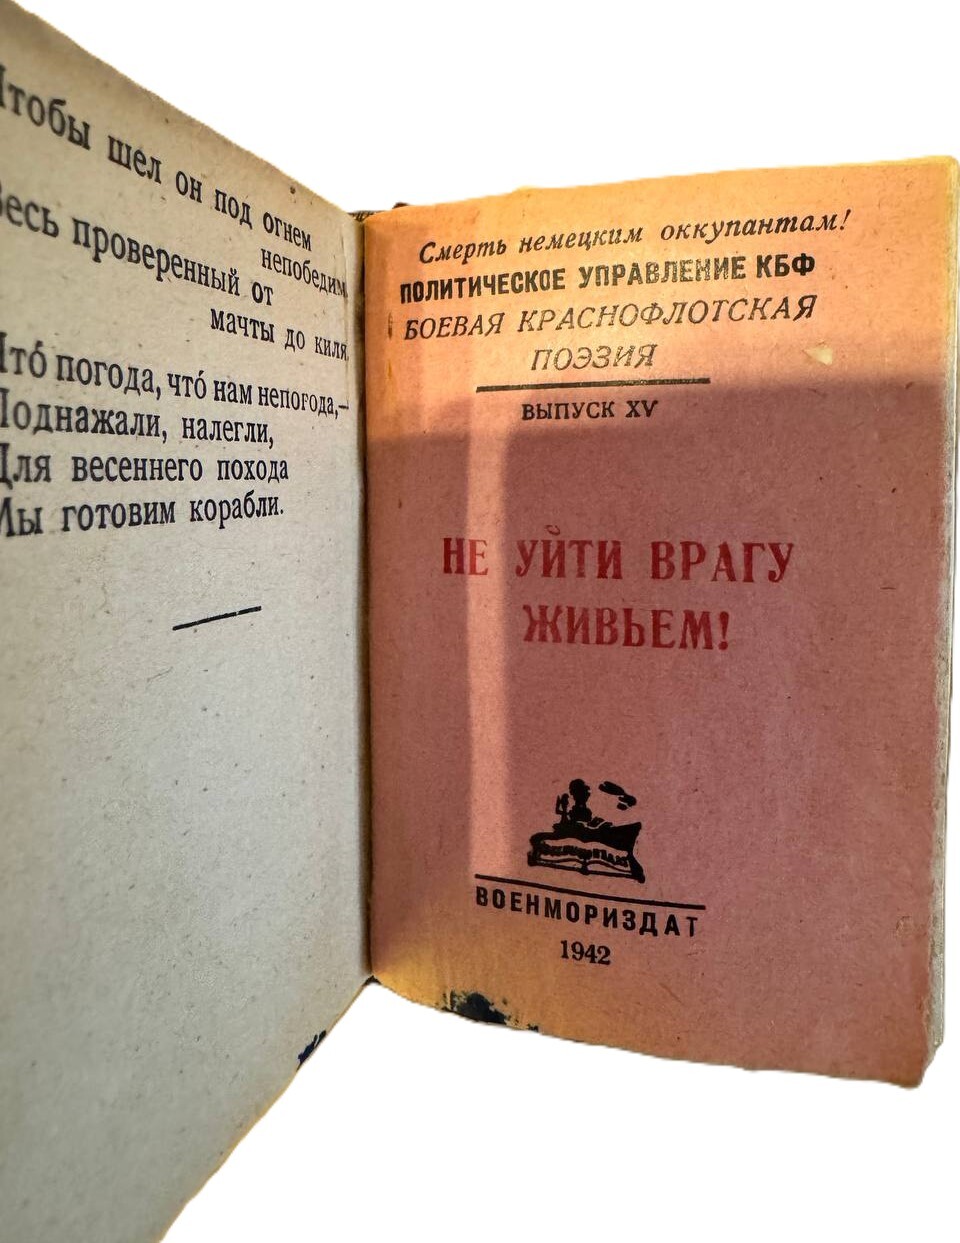 Чтобы шел он под огнем
непобедим,
Весь проверенный от
мачты до киля.
Что́ погода, что́ нам непогода,—
Поднажали, налегли,
Для весеннего похода
Мы готовим корабли.
Смерть немецким оккупантам!
ПОЛИТИЧЕСКОЕ УПРАВЛЕНИЕ КБФ
БОЕВАЯ КРАСНОФЛОТСКАЯ
ПОЭЗИЯ
ВЫПУСК XV
НЕ УЙТИ ВРАГУ
ЖИВЬЕМ!
ВОЕНМОРИЗДАТ
1942